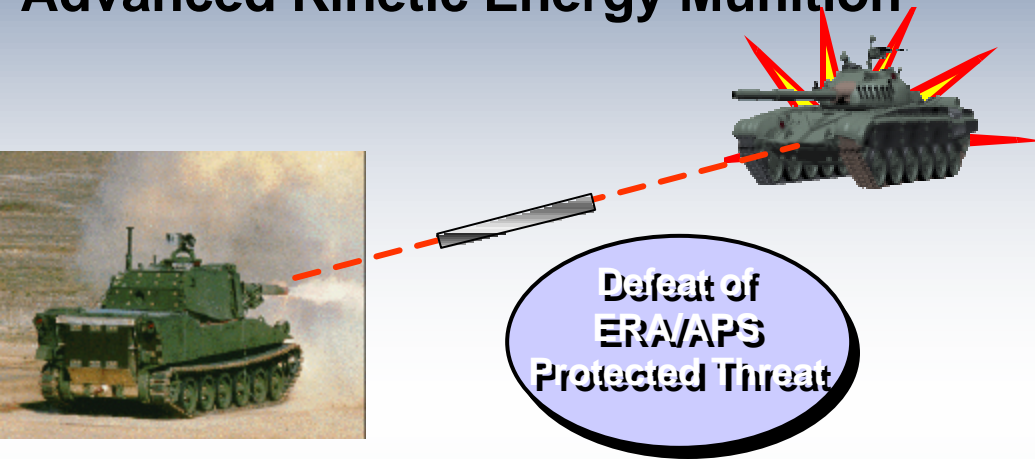 Advanced Kinetic Energy Munition
Defeat of
ERA/APS
Protected Threat